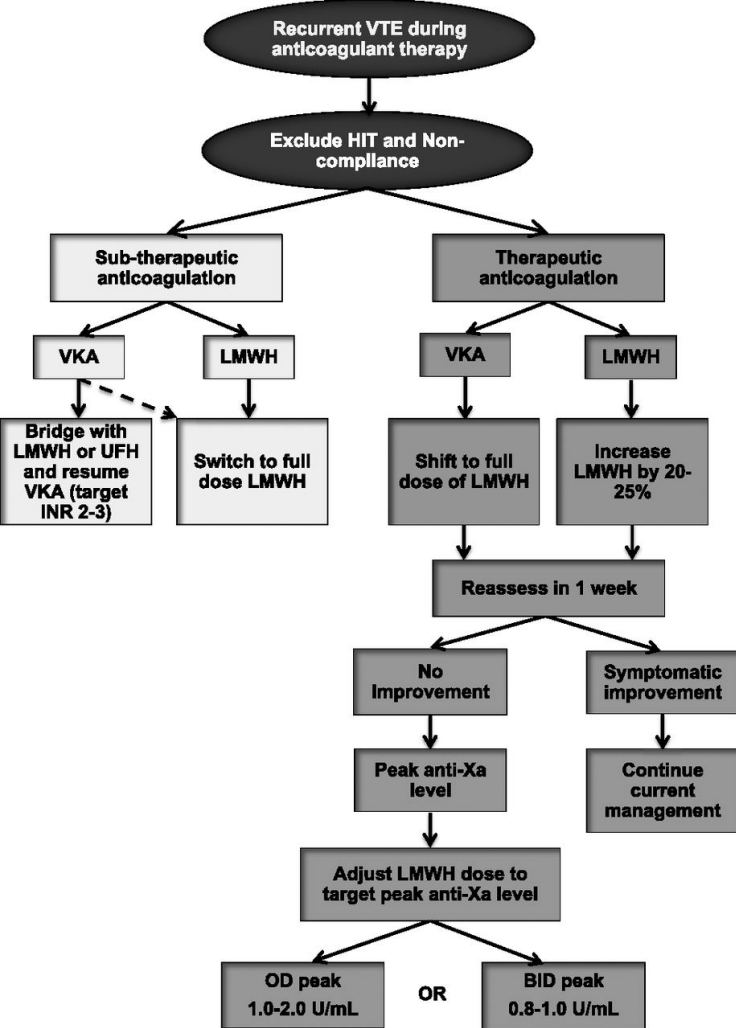 Recurrent VTE during
anticoagulant therapy
Exclude HIT and Non-
compliance
Sub-therapeutic
anticoagulation
Therapeutic
anticoagulation
VKA
LMWH
VKA
LMWH
Bridge with
LMWH or UFH
and resume
VKA (target
INR 2-3)
Switch to full
dose LMWH
Shift to full
dose of LMWH
Increase
LMWH by 20-
25%
Reassess in 1 week
No
Improvement
Symptomatic
improvement
Peak anti-Xa
level
Continue
current
management
Adjust LMWH dose to
target peak anti-Xa level
OD peak
1.0-2.0 U/mL
OR
BID peak
0.8-1.0 U/mL